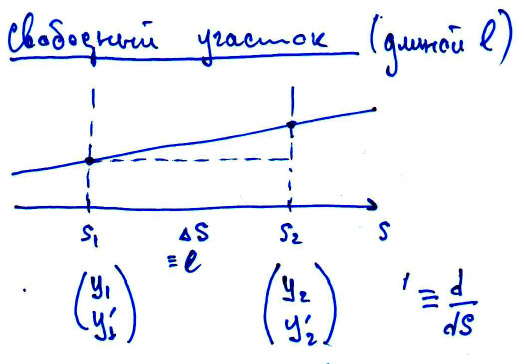 Свободный участок (длиной l)
s₁ Δs s₂ s
≡ l
(y₁ y₁′) (y₂ y₂′) ′ ≡ d/ds